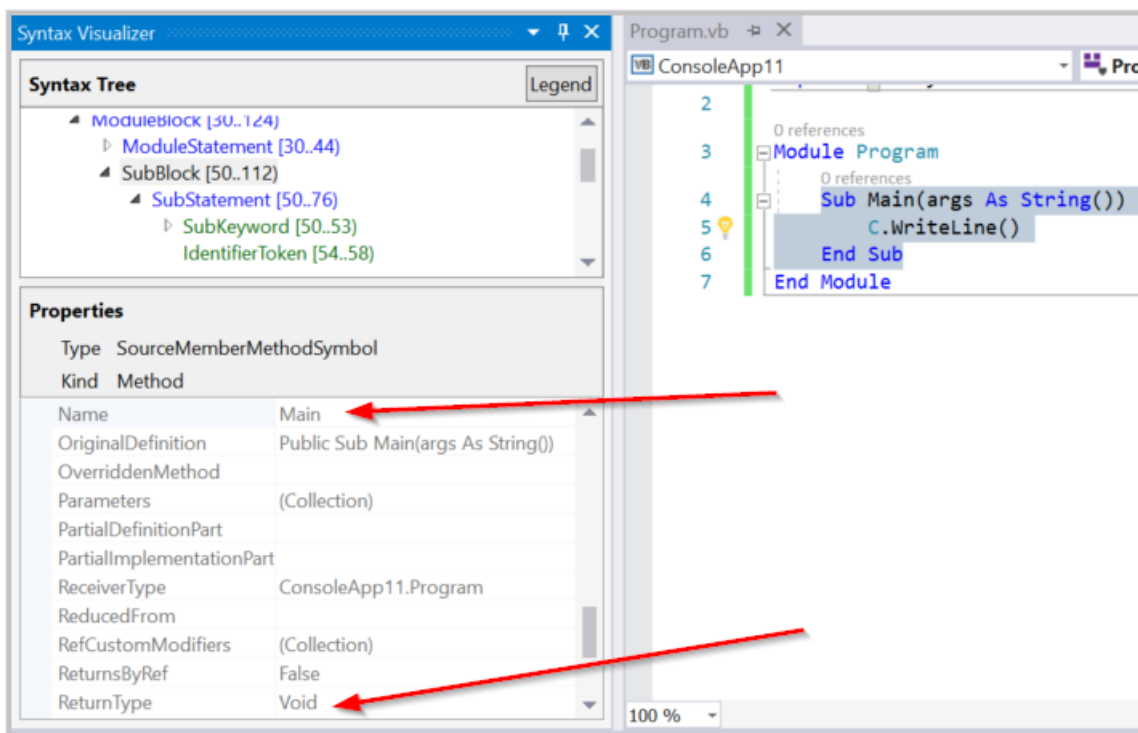 Syntax Visualizer
Syntax Tree
Legend
ModuleBlock [30..124)
ModuleStatement [30..44)
SubBlock [50..112)
SubStatement [50..76)
SubKeyword [50..53)
IdentifierToken [54..58)
Properties
Type SourceMemberMethodSymbol
Kind Method
Name Main
OriginalDefinition Public Sub Main(args As String())
OverriddenMethod
Parameters (Collection)
PartialDefinitionPart
PartialImplementationPart
ReceiverType ConsoleApp11.Program
ReducedFrom
RefCustomModifiers (Collection)
ReturnsByRef False
ReturnType Void
Program.vb
VB ConsoleApp11 Pro
2
0 references
3 Module Program
0 references
4 Sub Main(args As String())
5 C.WriteLine()
6 End Sub
7 End Module
100 %